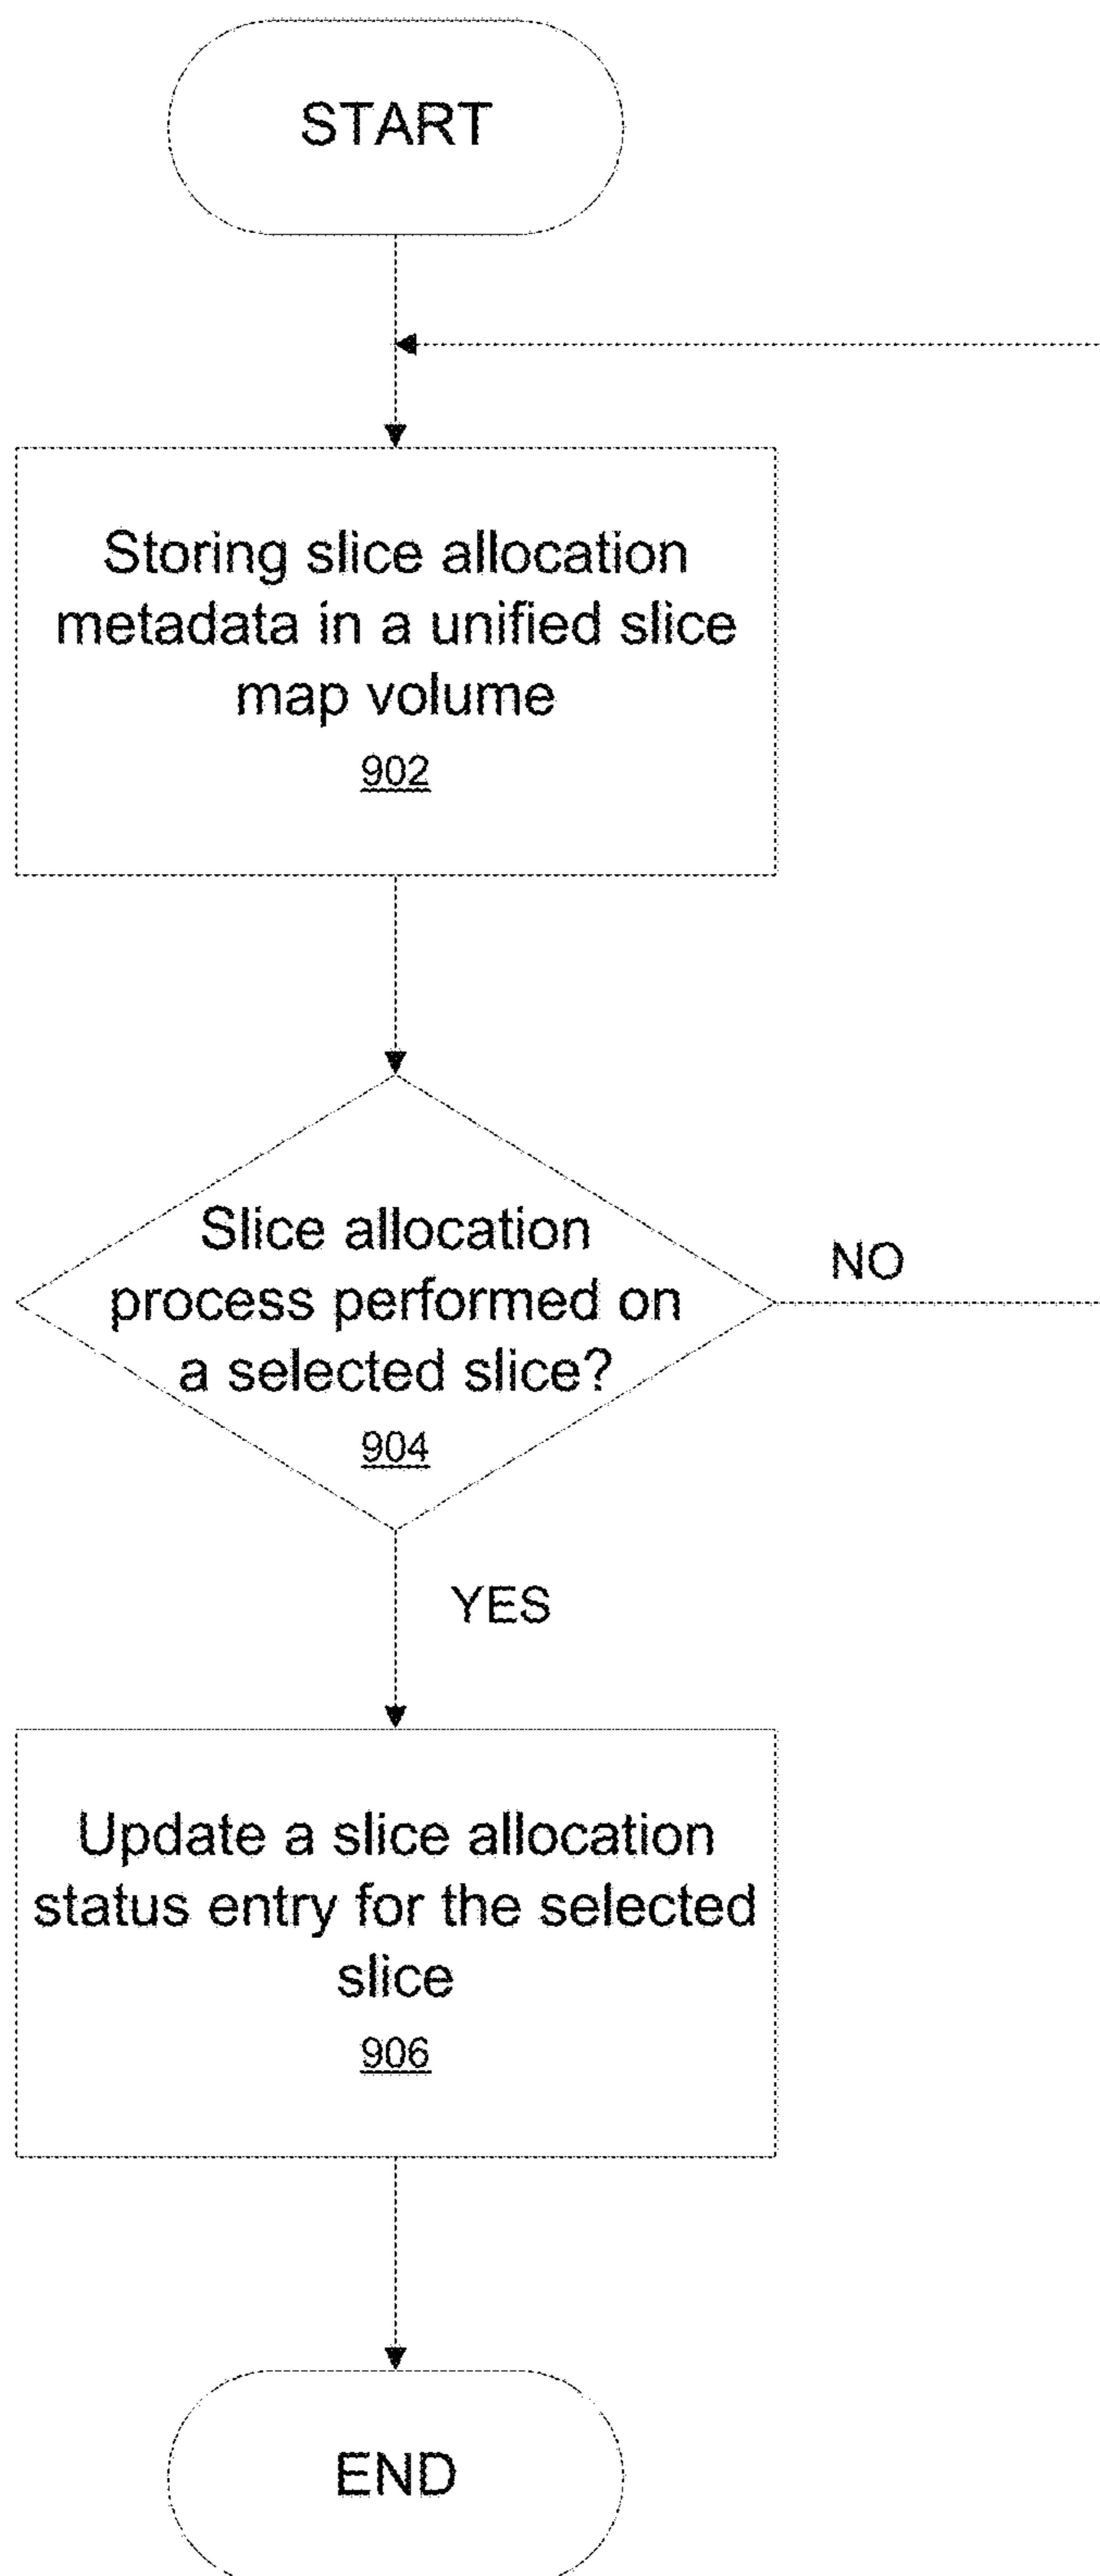 START
Storing slice allocation
metadata in a unified slice
map volume
902
Slice allocation
process performed on
a selected slice?
904
NO
YES
Update a slice allocation
status entry for the selected
slice
906
END